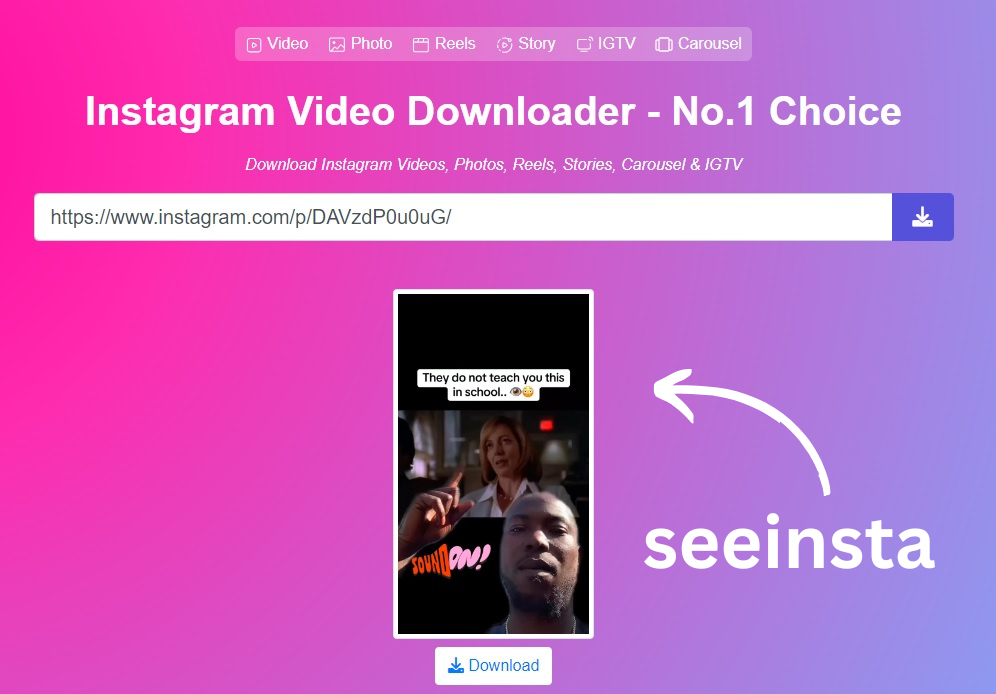 Video Photo Reels Story IGTV Carousel
Instagram Video Downloader - No.1 Choice
Download Instagram Videos, Photos, Reels, Stories, Carousel & IGTV
https://www.instagram.com/p/DAVzdP0u0uG/
They do not teach you this
in school.. 👁️😳
SOUND ON!
seeinsta
Download